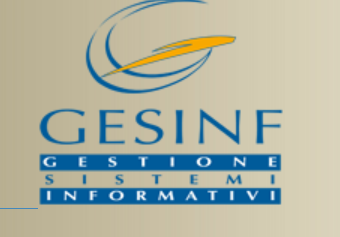 GESINF
GESTIONE
SISTEMI
INFORMATIVI